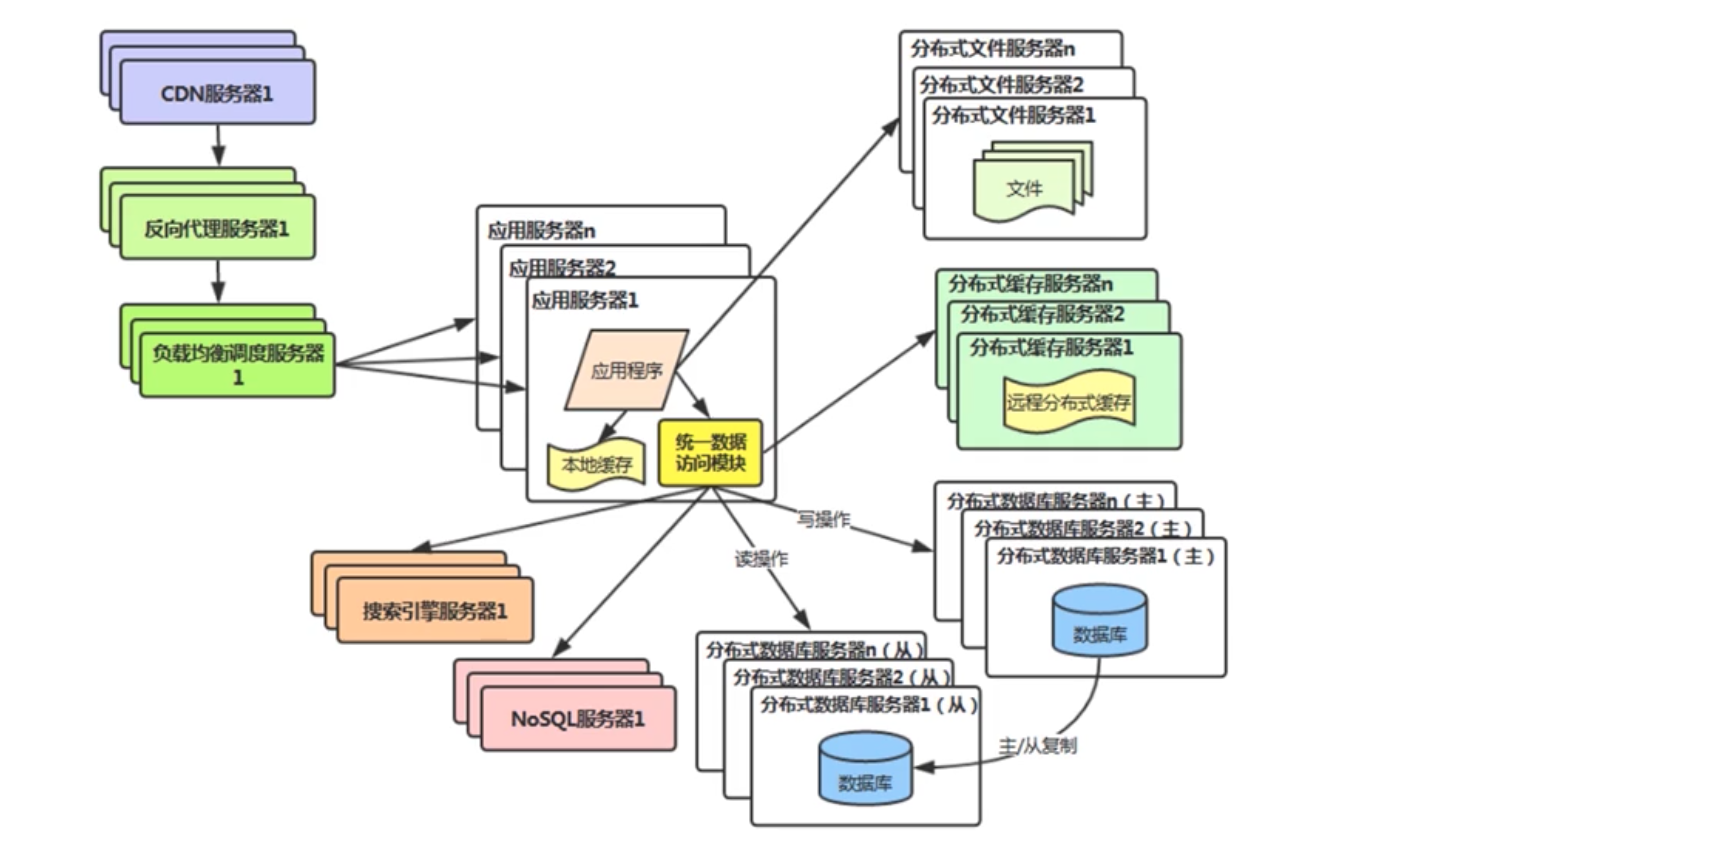 CDN服务器1
反向代理服务器1
负载均衡调度服务器
1
应用服务器n
应用服务器2
应用服务器1
应用程序
本地缓存
统一数据
访问模块
分布式文件服务器n
分布式文件服务器2
分布式文件服务器1
文件
分布式缓存服务器n
分布式缓存服务器2
分布式缓存服务器1
远程分布式缓存
写操作
读操作
分布式数据库服务器n（主）
分布式数据库服务器2（主）
分布式数据库服务器1（主）
数据库
搜索引擎服务器1
NoSQL服务器1
分布式数据库服务器n（从）
分布式数据库服务器2（从）
分布式数据库服务器1（从）
数据库
主/从复制